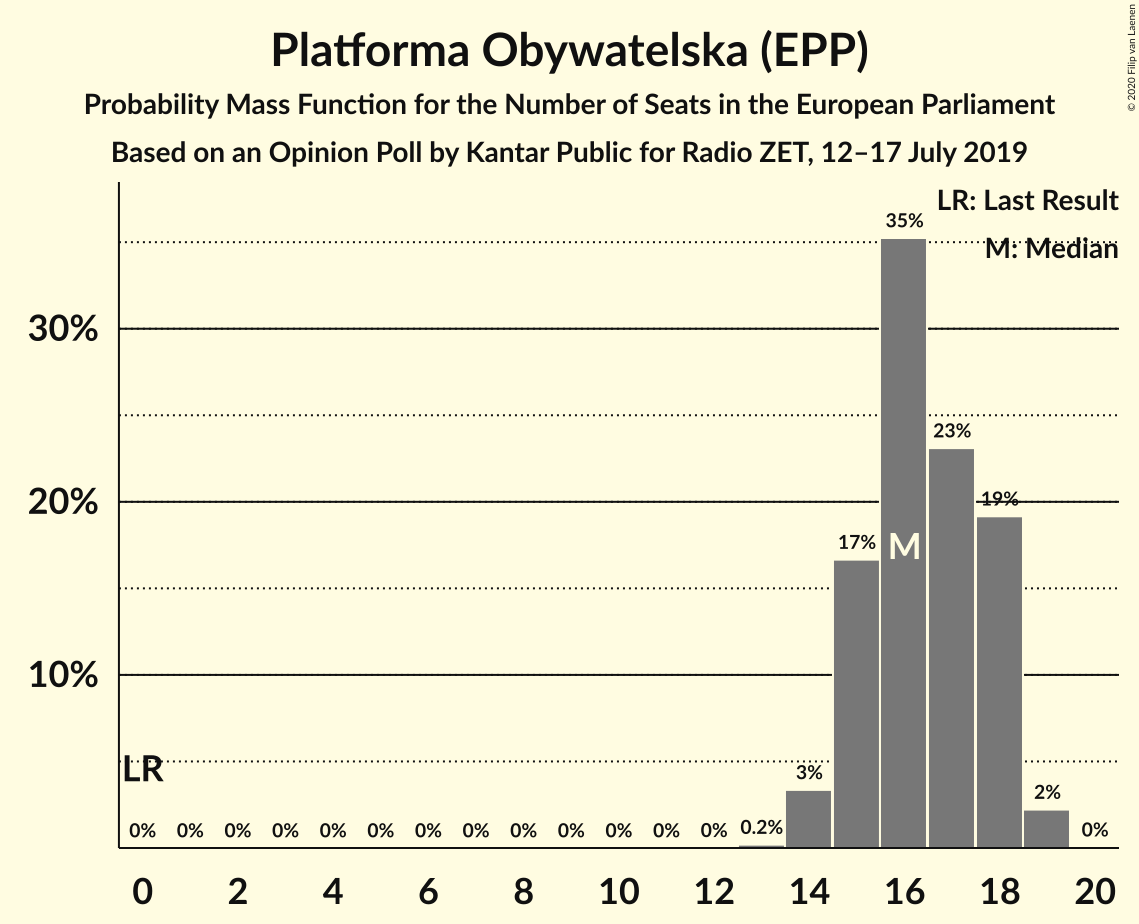 Platforma Obywatelska (EPP)
Probability Mass Function for the Number of Seats in the European Parliament
Based on an Opinion Poll by Kantar Public for Radio ZET, 12–17 July 2019
© 2020 Filip van Laenen
LR: Last Result
M: Median
35%
30%
23%
20%
19%
17%
M
10%
LR
3%
2%
0% 0% 0% 0% 0% 0% 0% 0% 0% 0% 0% 0% 0% 0.2% 0%
0 2 4 6 8 10 12 14 16 18 20